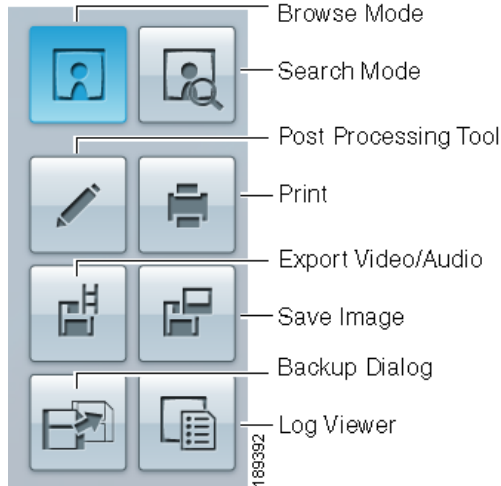 Browse Mode
Search Mode
Post Processing Tool
Print
Export Video/Audio
Save Image
Backup Dialog
Log Viewer
189392